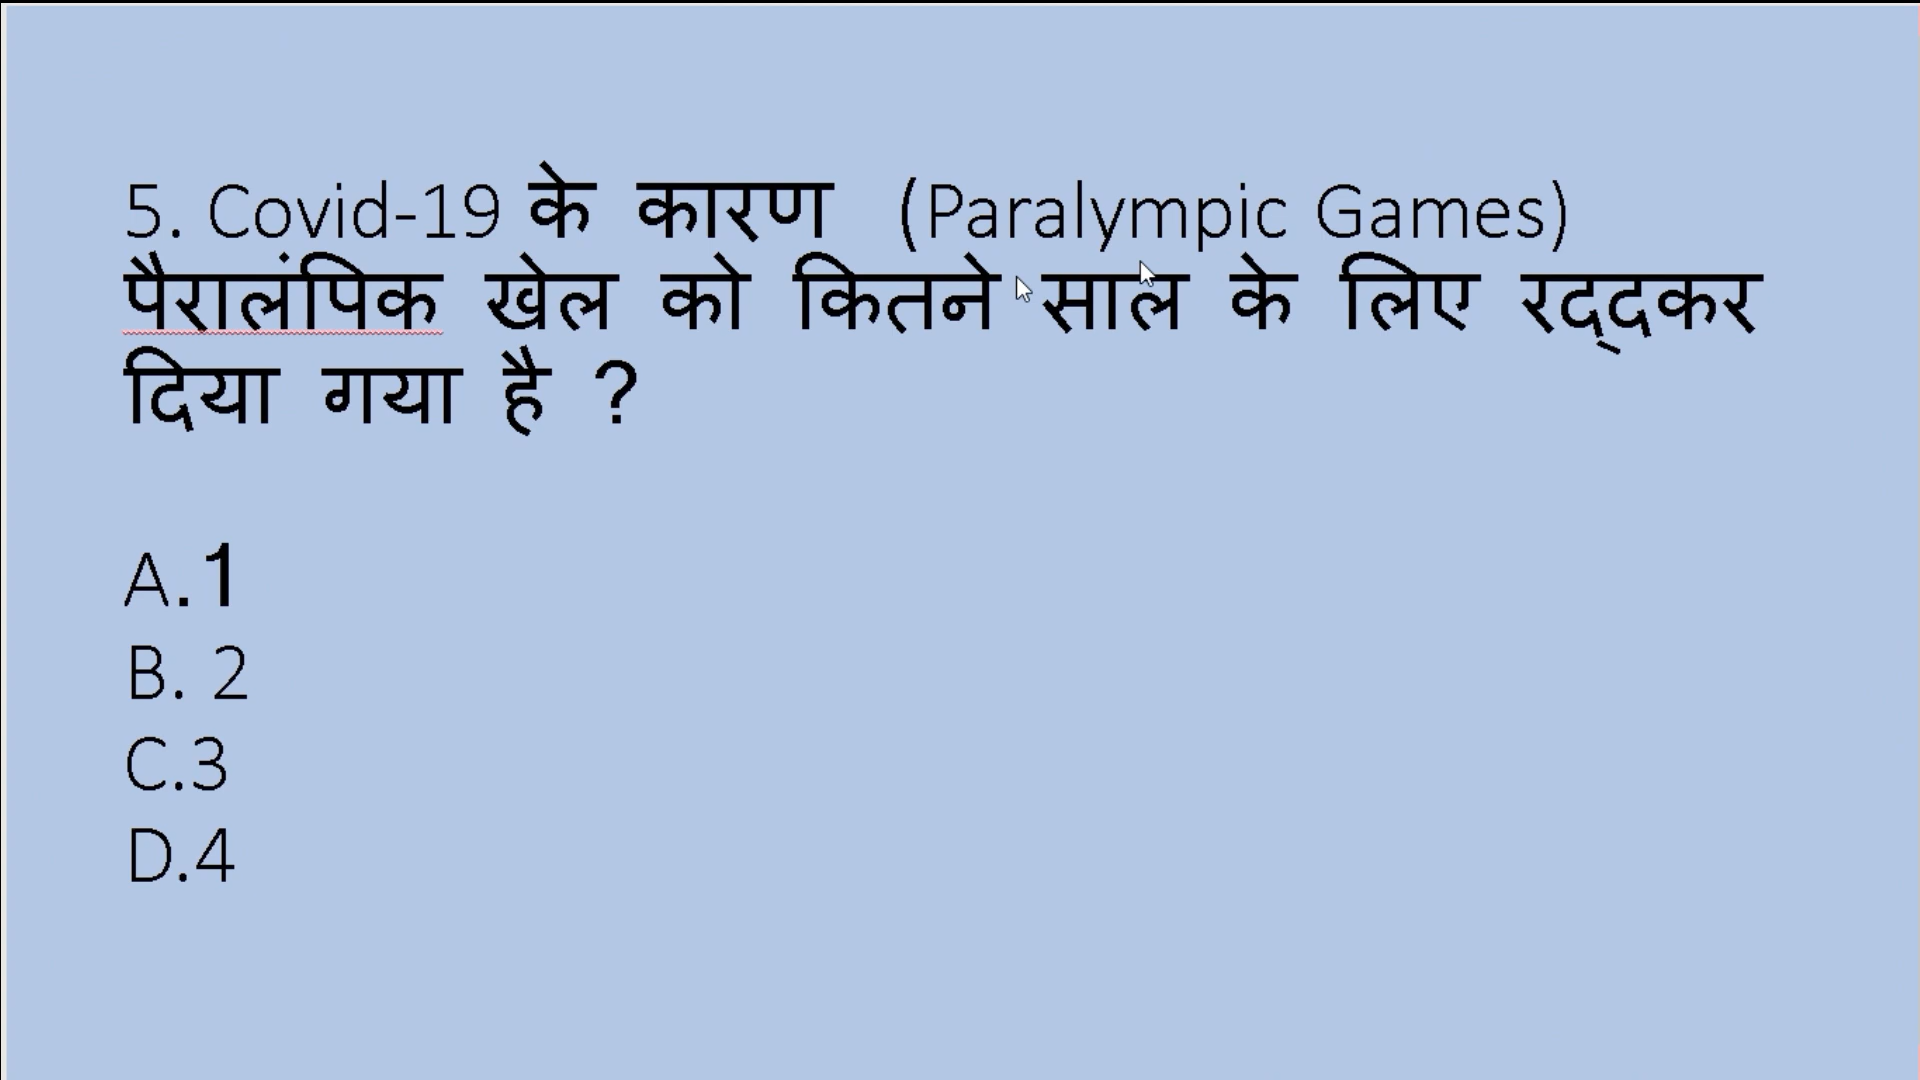 5. Covid-19 के कारण (Paralympic Games)
पैरालंपिक खेल को कितने साल के लिए रद्दकर
दिया गया है ?
A.1
B. 2
C.3
D.4